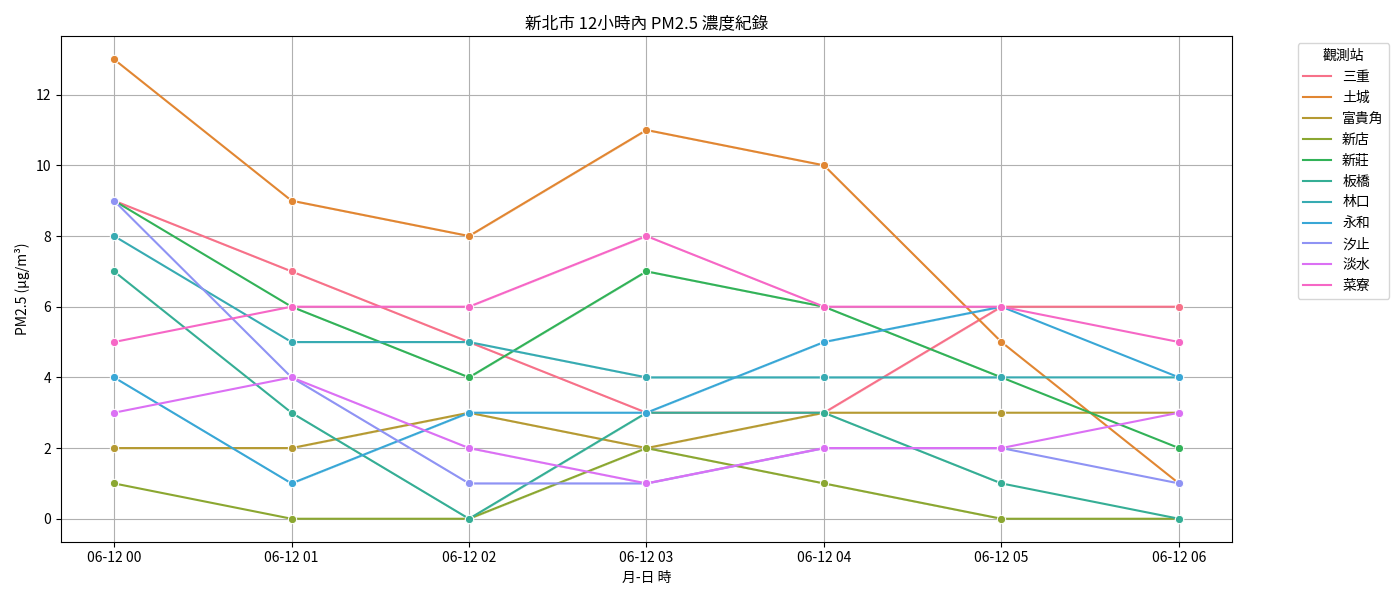 新北市 12小時內 PM2.5 濃度紀錄
PM2.5 (μg/m³)
12
10
8
6
4
2
0
06-12 00
06-12 01
06-12 02
06-12 03
06-12 04
06-12 05
06-12 06
月-日 時
觀測站
三重
土城
富貴角
新店
新莊
板橋
林口
永和
汐止
淡水
菜寮